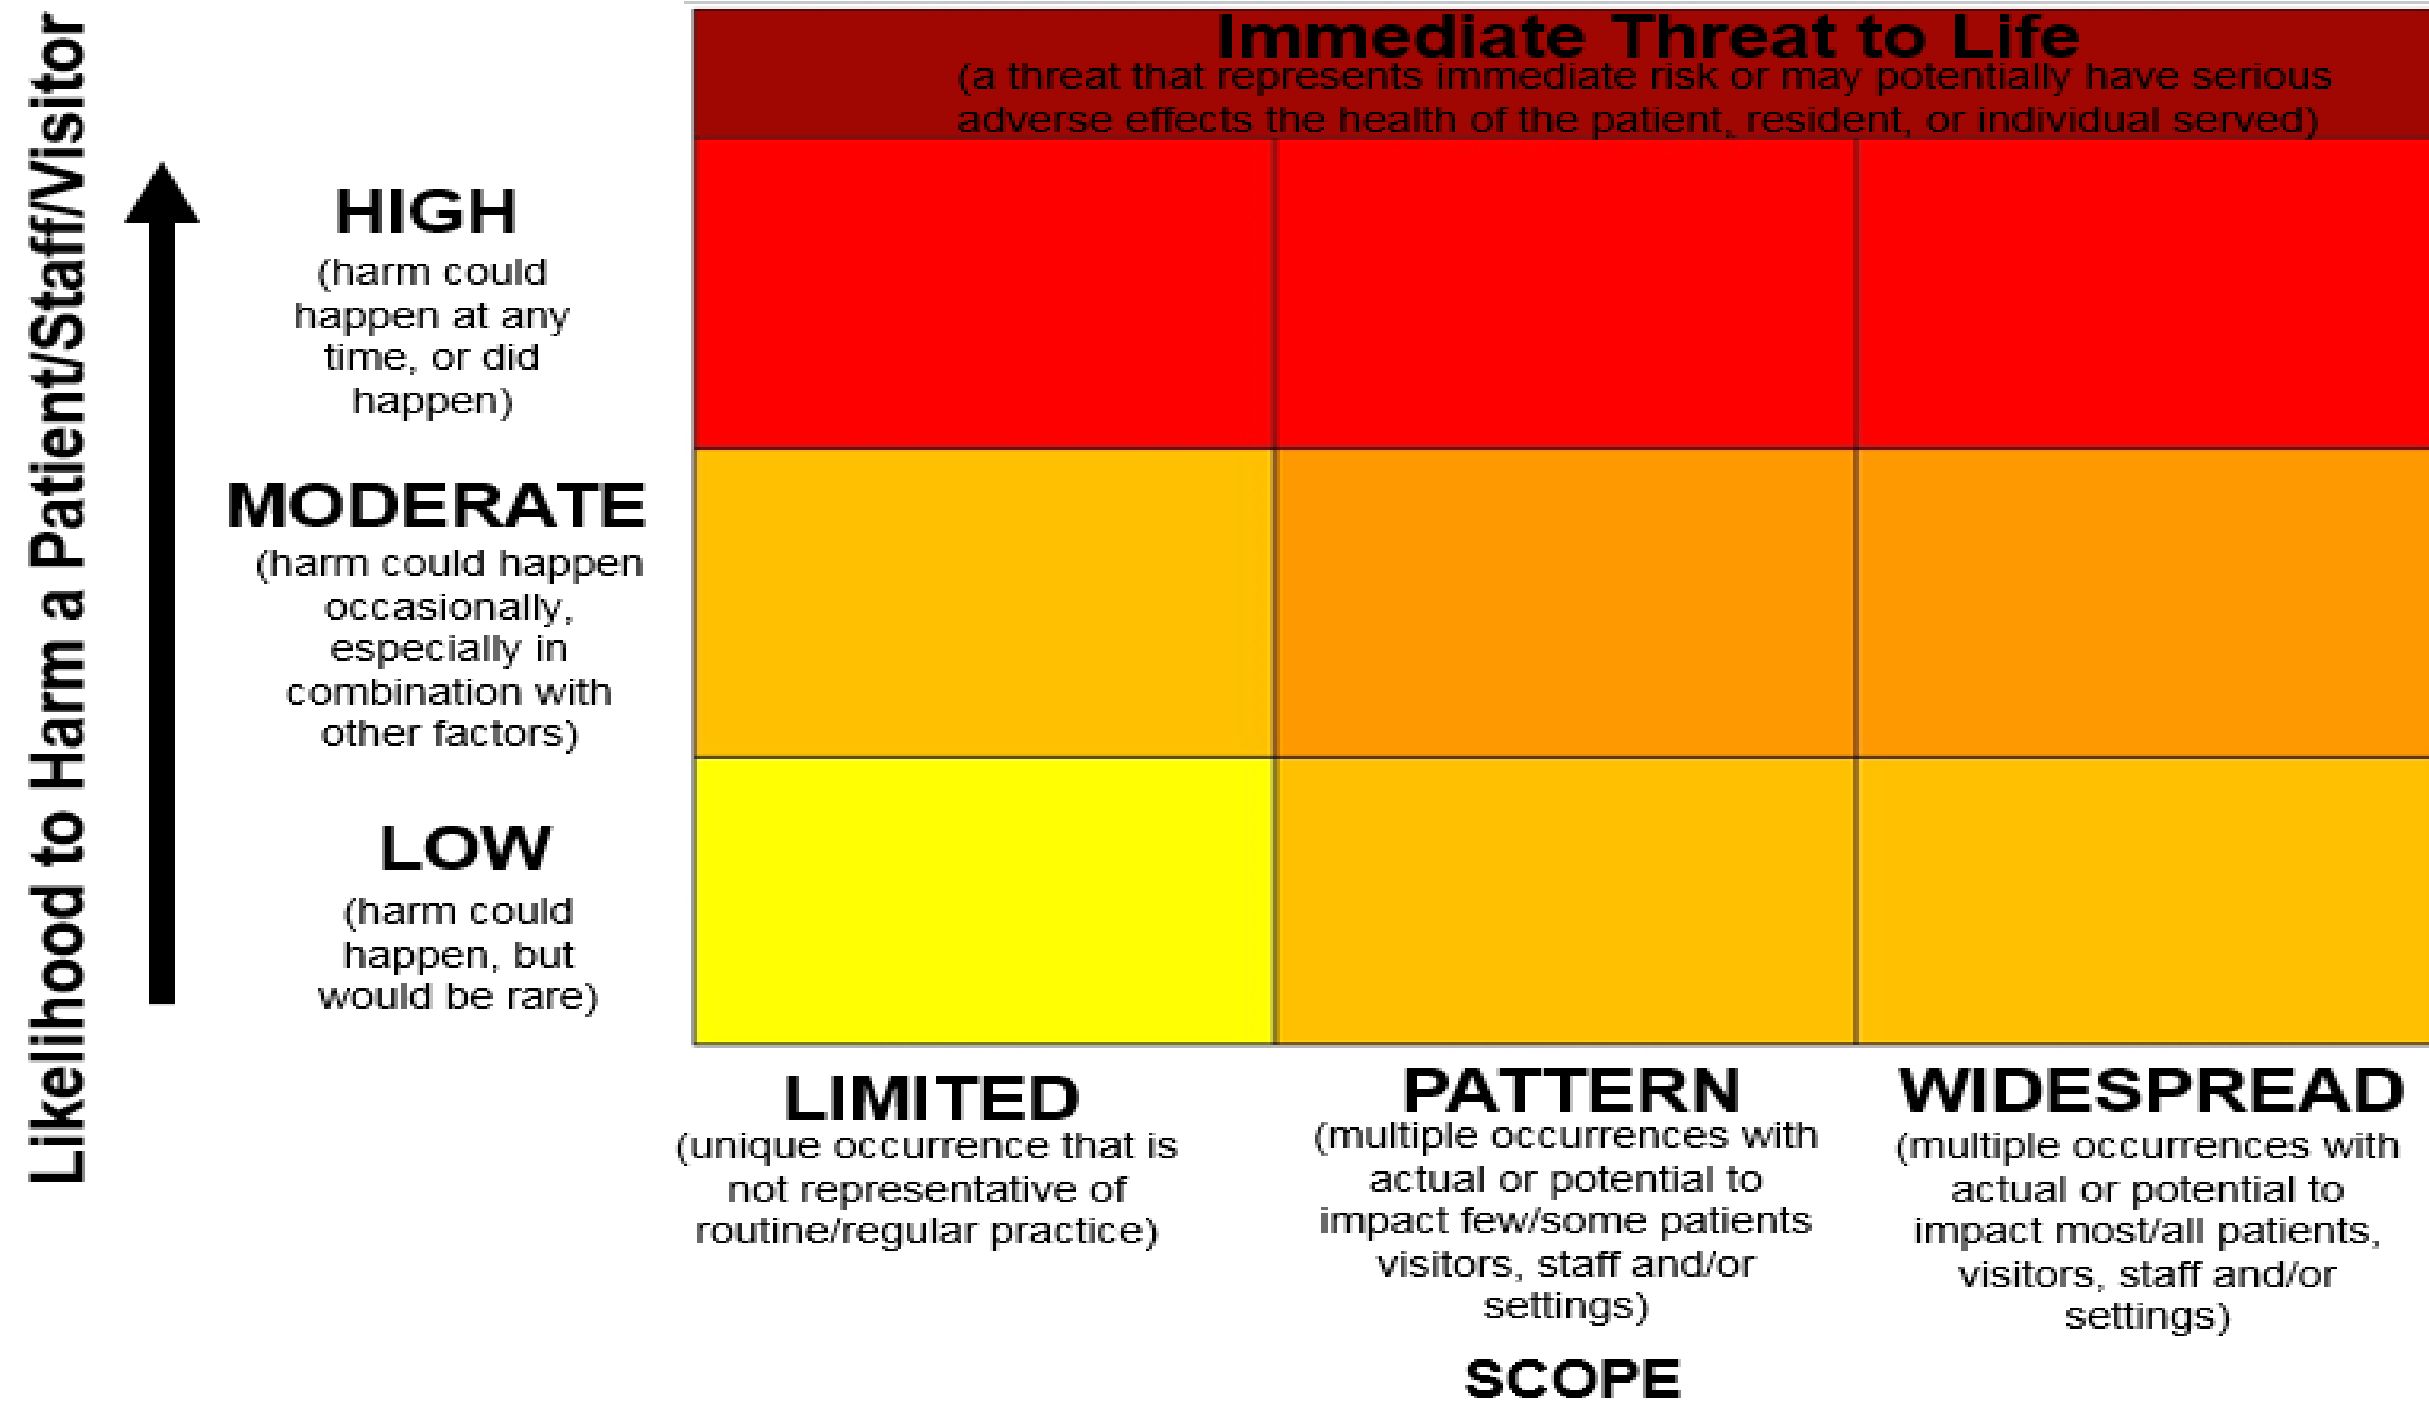 Likelihood to Harm a Patient/Staff/Visitor
Immediate Threat to Life
(a threat that represents immediate risk or may potentially have serious
adverse effects the health of the patient, resident, or individual served)
HIGH
(harm could
happen at any
time, or did
happen)
MODERATE
(harm could happen
occasionally,
especially in
combination with
other factors)
LOW
(harm could
happen, but
would be rare)
LIMITED
(unique occurrence that is
not representative of
routine/regular practice)
PATTERN
(multiple occurrences with
actual or potential to
impact few/some patients
visitors, staff and/or
settings)
WIDESPREAD
(multiple occurrences with
actual or potential to
impact most/all patients,
visitors, staff and/or
settings)
SCOPE